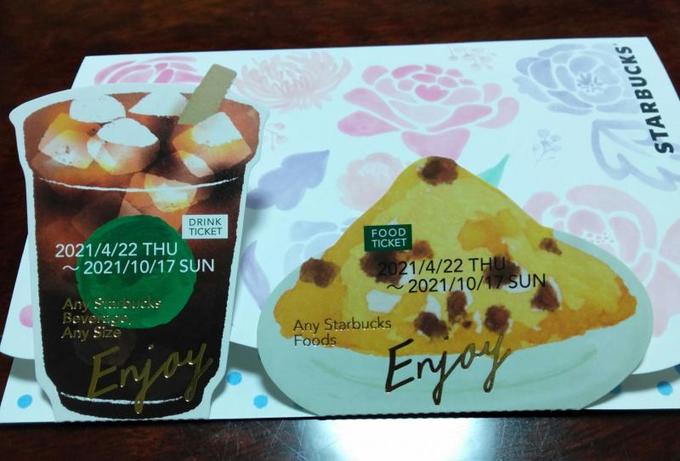 STARBUCKS
DRINK
TICKET
2021/4/22 THU
～2021/10/17 SUN
Any Starbucks
Beverage,
Any Size
Enjoy
FOOD
TICKET
2021/4/22 THU
～2021/10/17 SUN
Any Starbucks
Foods
Enjoy